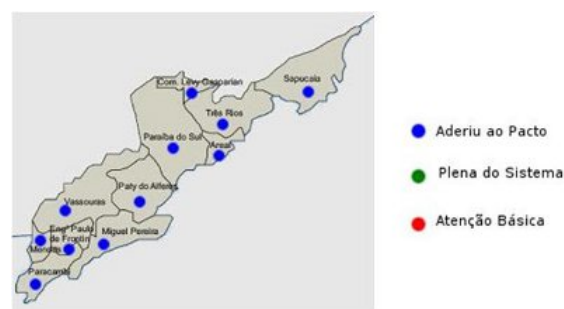 Sapucaia
Com. Levy Gasparian
Três Rios
Paraíba do Sul
Areal
Paty do Alferes
Vassouras
Engº Paulo
de Frontin
Miguel Pereira
Mendes
Paracambi
Aderiu ao Pacto
Plena do Sistema
Atenção Básica